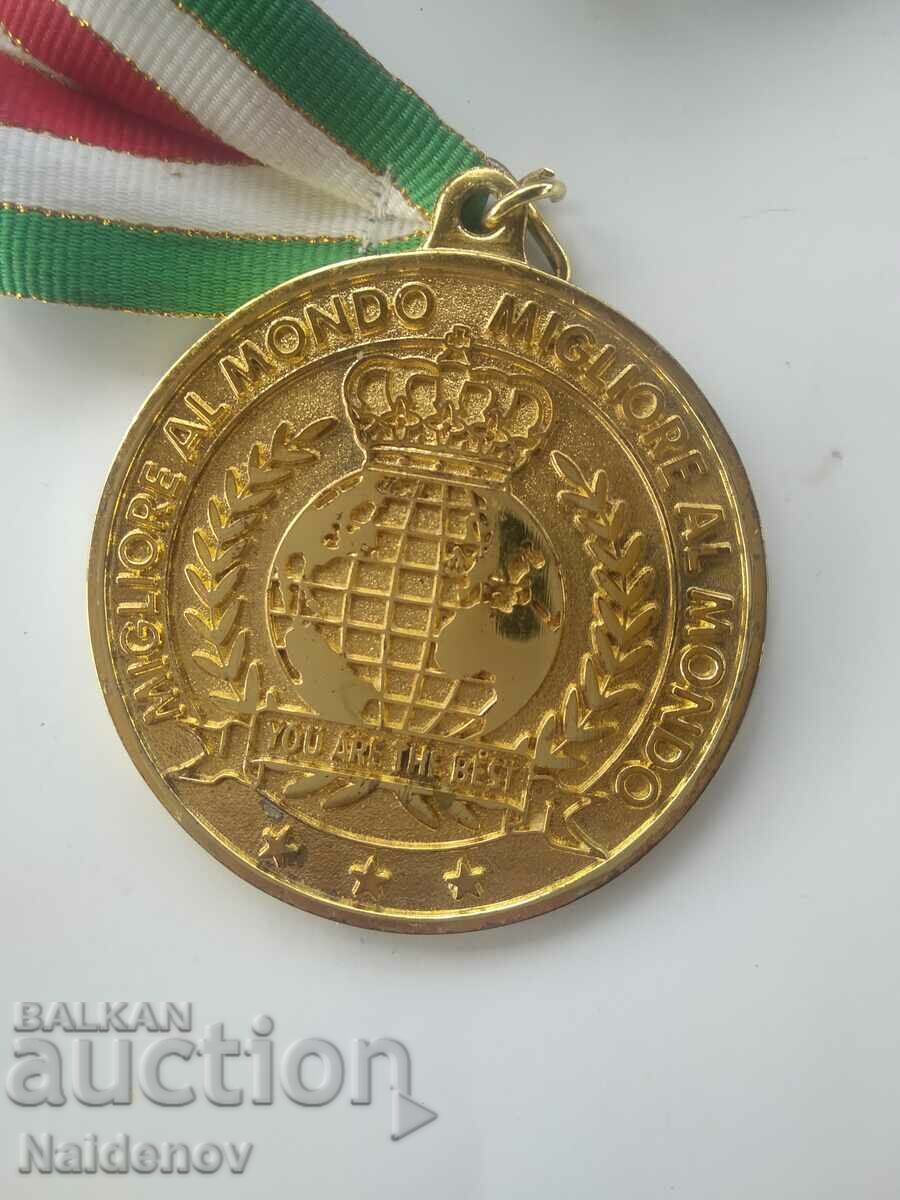 MIGLIORE AL MONDO MIGLIORE AL MONDO
YOU ARE THE BEST
BALKAN
auction
Naidenov